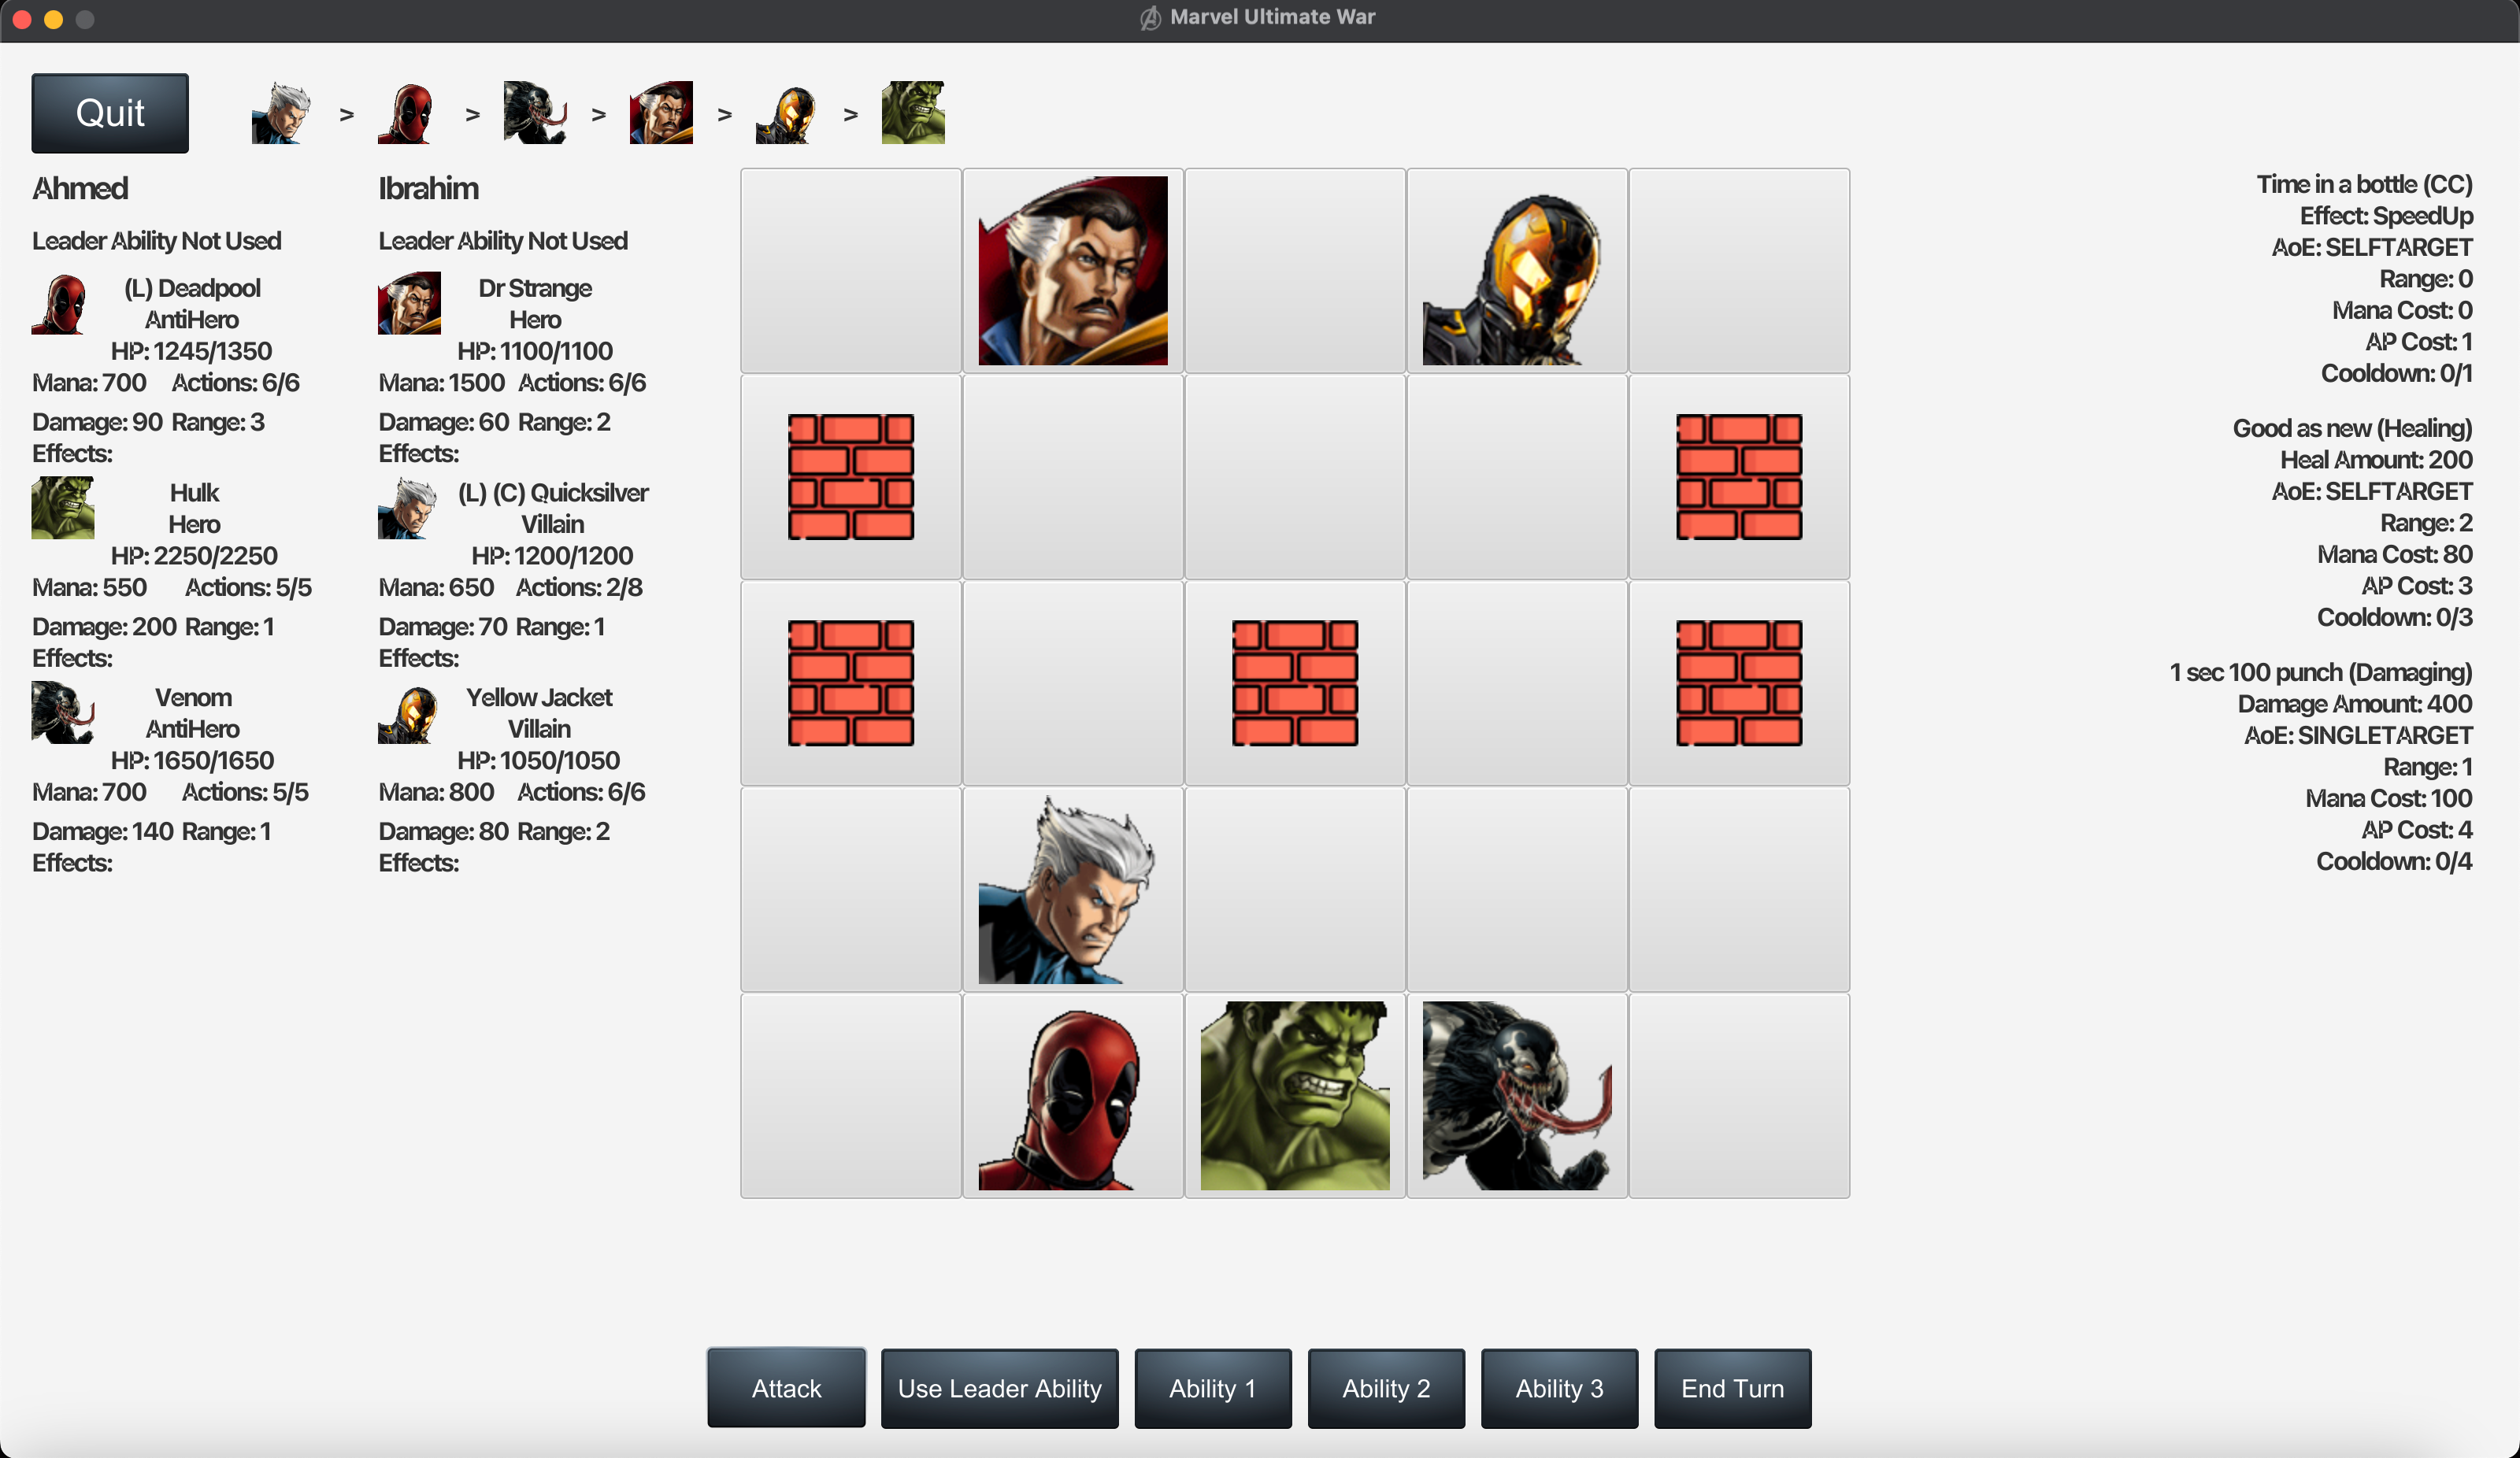 Marvel Ultimate War
Quit
>
>
>
>
>
Ahmed
Leader Ability Not Used
(L) Deadpool
AntiHero
HP: 1245/1350
Mana: 700 Actions: 6/6
Damage: 90 Range: 3
Effects:
Hulk
Hero
HP: 2250/2250
Mana: 550 Actions: 5/5
Damage: 200 Range: 1
Effects:
Venom
AntiHero
HP: 1650/1650
Mana: 700 Actions: 5/5
Damage: 140 Range: 1
Effects:
Ibrahim
Leader Ability Not Used
Dr Strange
Hero
HP: 1100/1100
Mana: 1500 Actions: 6/6
Damage: 60 Range: 2
Effects:
(L) (C) Quicksilver
Villain
HP: 1200/1200
Mana: 650 Actions: 2/8
Damage: 70 Range: 1
Effects:
Yellow Jacket
Villain
HP: 1050/1050
Mana: 800 Actions: 6/6
Damage: 80 Range: 2
Effects:
Time in a bottle (CC)
Effect: SpeedUp
AoE: SELFTARGET
Range: 0
Mana Cost: 0
AP Cost: 1
Cooldown: 0/1
Good as new (Healing)
Heal Amount: 200
AoE: SELFTARGET
Range: 2
Mana Cost: 80
AP Cost: 3
Cooldown: 0/3
1 sec 100 punch (Damaging)
Damage Amount: 400
AoE: SINGLETARGET
Range: 1
Mana Cost: 100
AP Cost: 4
Cooldown: 0/4
Attack
Use Leader Ability
Ability 1
Ability 2
Ability 3
End Turn